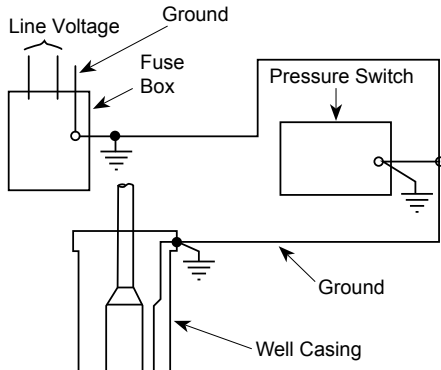 Ground
Line Voltage
Fuse
Box
Pressure Switch
Ground
Well Casing